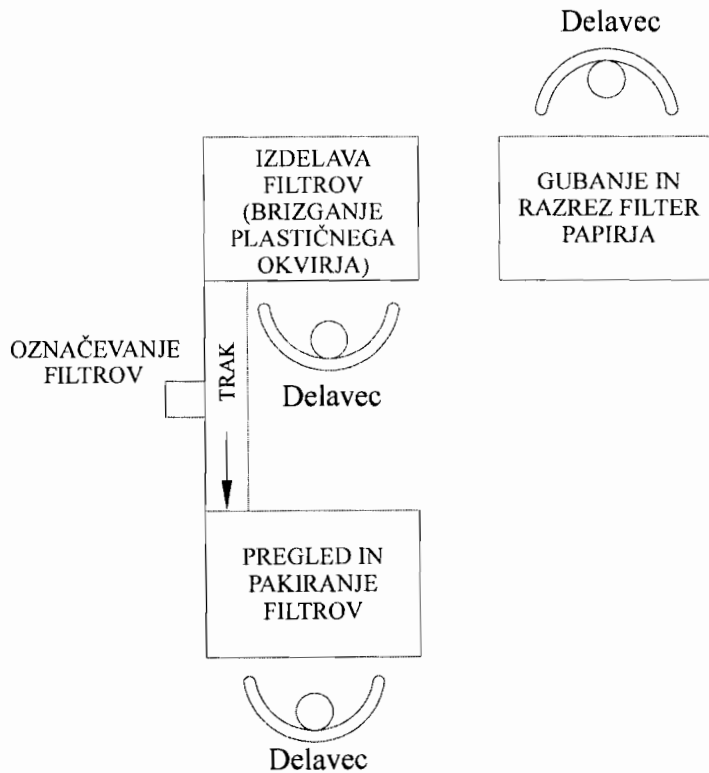 Delavec
IZDELAVA
FILTROV
(BRIZGANJE
PLASTIČNEGA
OKVIRJA)
GUBANJE IN
RAZREZ FILTER
PAPIRJA
OZNAČEVANJE
FILTROV
TRAK
Delavec
PREGLED IN
PAKIRANJE
FILTROV
Delavec